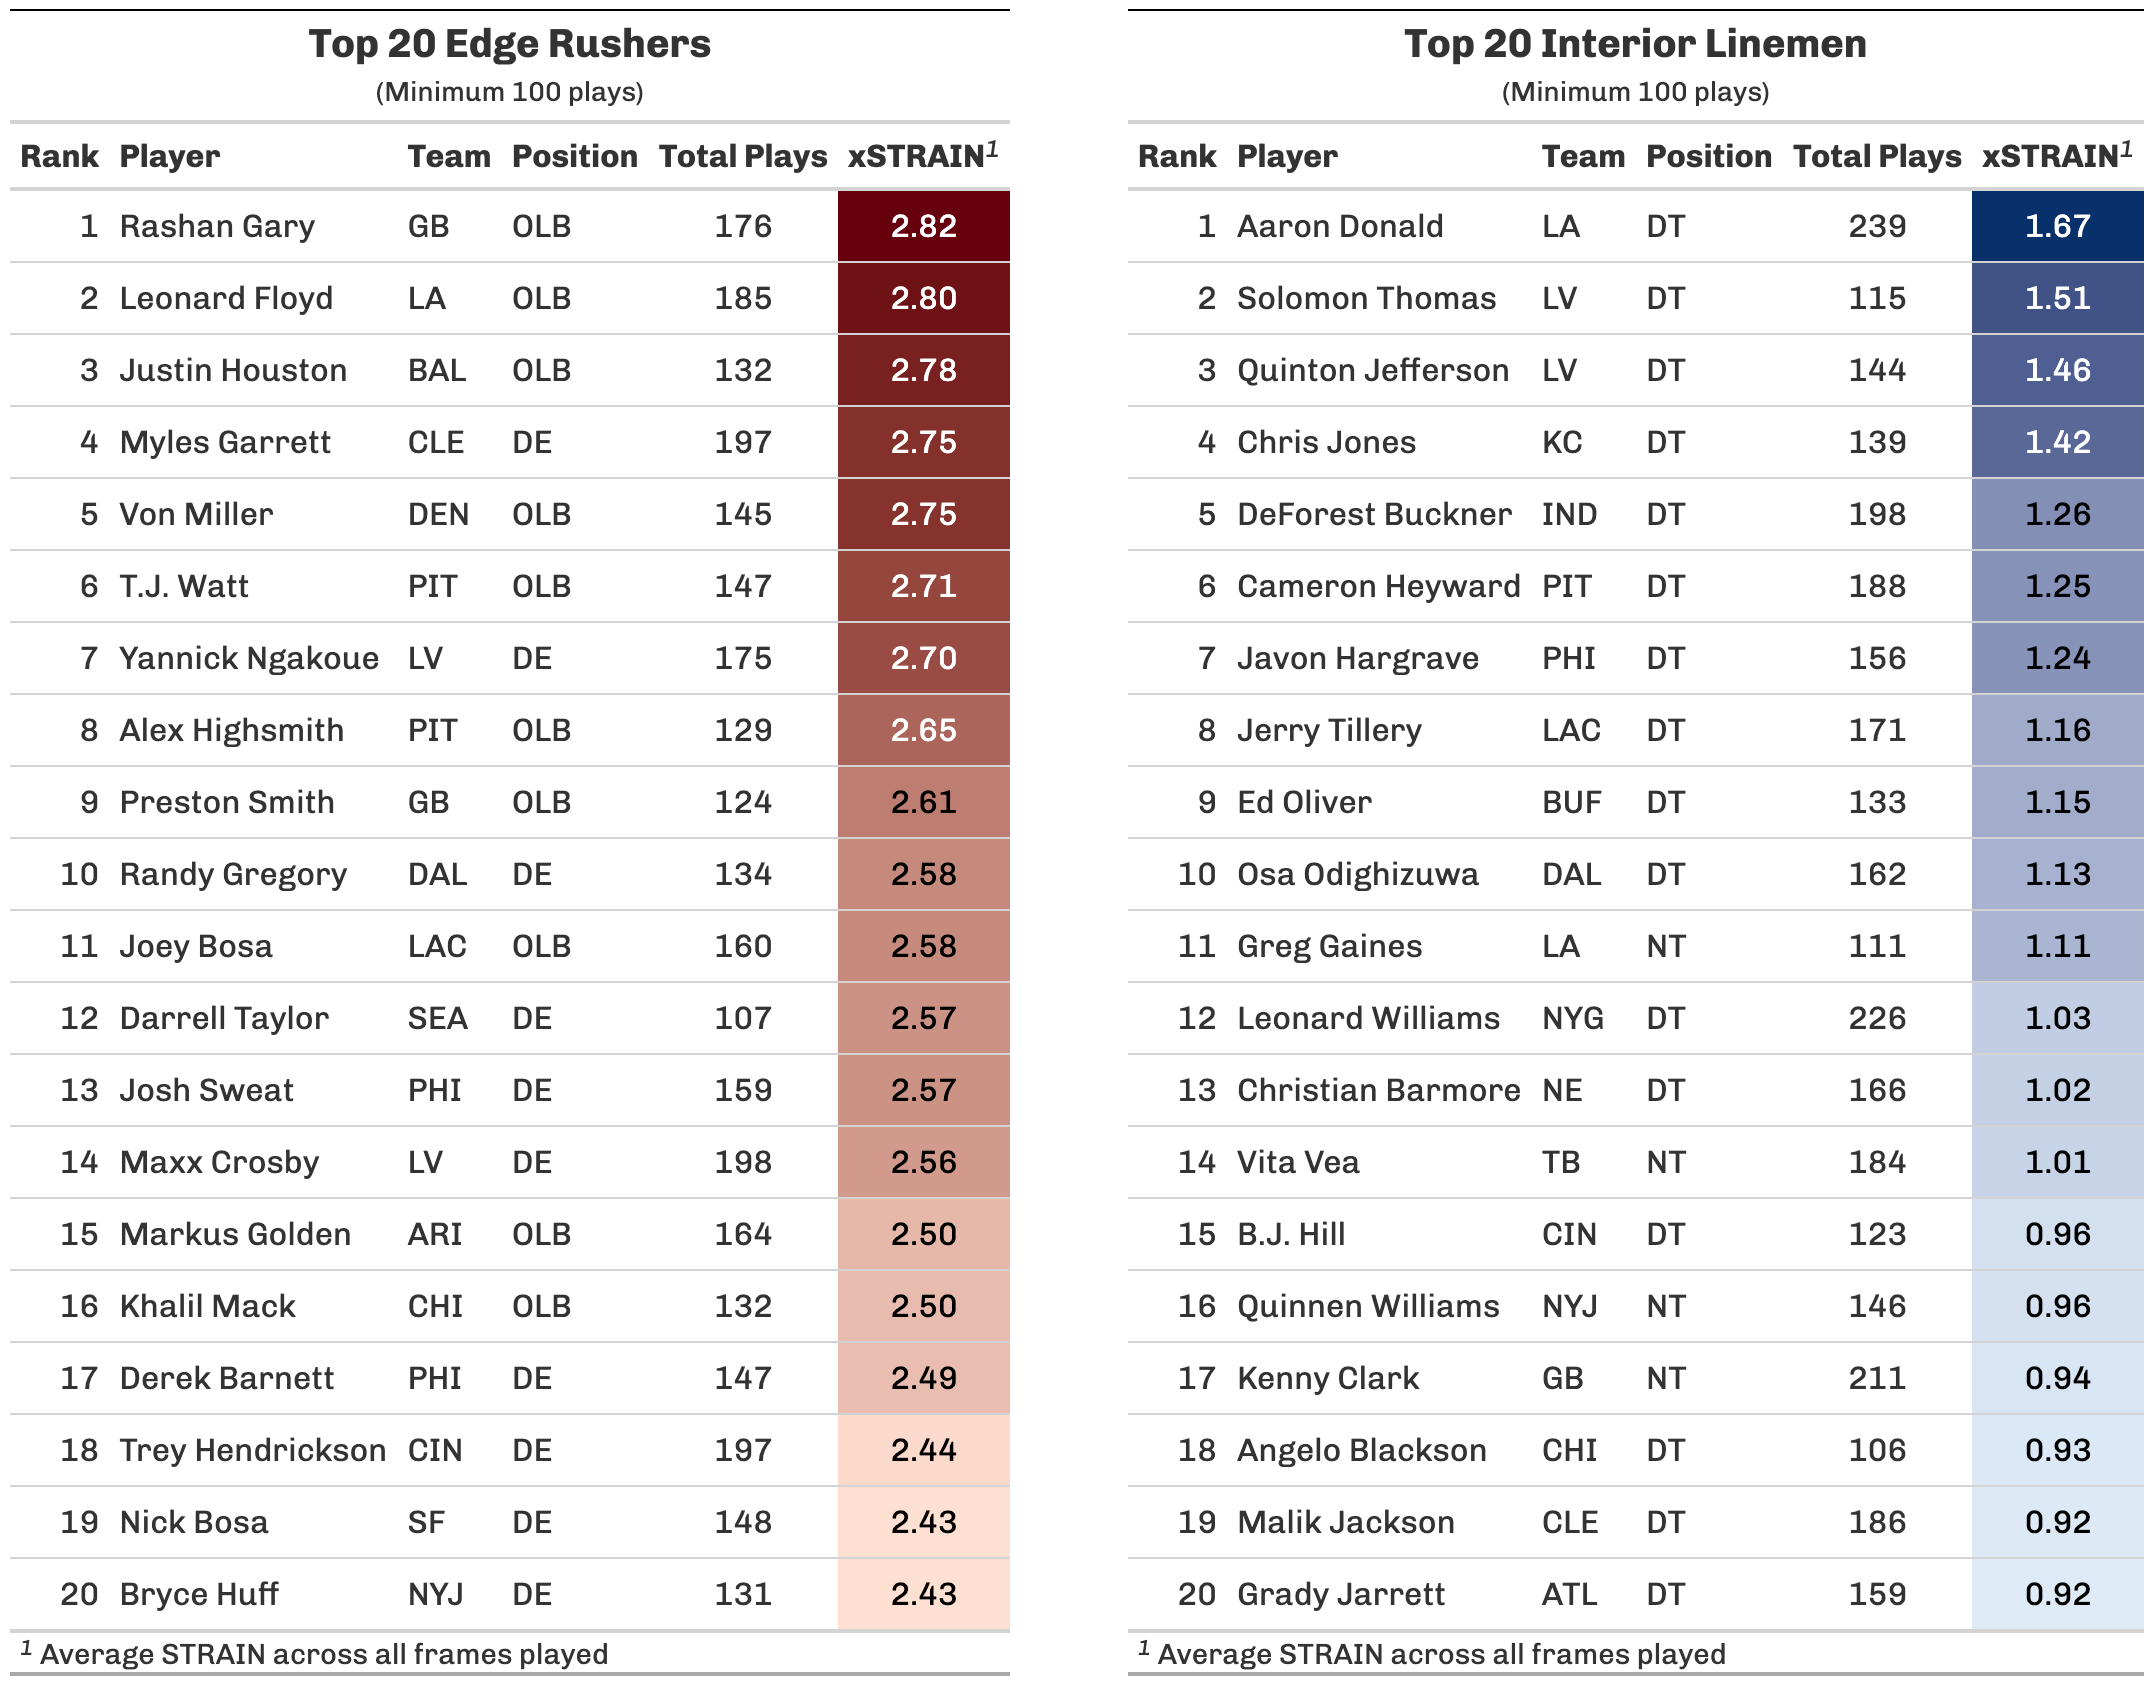 Top 20 Edge Rushers
(Minimum 100 plays)
Rank Player Team Position Total Plays xSTRAIN1
1 Rashan Gary GB OLB 176 2.82
2 Leonard Floyd LA OLB 185 2.80
3 Justin Houston BAL OLB 132 2.78
4 Myles Garrett CLE DE 197 2.75
5 Von Miller DEN OLB 145 2.75
6 T.J. Watt PIT OLB 147 2.71
7 Yannick Ngakoue LV DE 175 2.70
8 Alex Highsmith PIT OLB 129 2.65
9 Preston Smith GB OLB 124 2.61
10 Randy Gregory DAL DE 134 2.58
11 Joey Bosa LAC OLB 160 2.58
12 Darrell Taylor SEA DE 107 2.57
13 Josh Sweat PHI DE 159 2.57
14 Maxx Crosby LV DE 198 2.56
15 Markus Golden ARI OLB 164 2.50
16 Khalil Mack CHI OLB 132 2.50
17 Derek Barnett PHI DE 147 2.49
18 Trey Hendrickson CIN DE 197 2.44
19 Nick Bosa SF DE 148 2.43
20 Bryce Huff NYJ DE 131 2.43
1 Average STRAIN across all frames played
Top 20 Interior Linemen
(Minimum 100 plays)
Rank Player Team Position Total Plays xSTRAIN1
1 Aaron Donald LA DT 239 1.67
2 Solomon Thomas LV DT 115 1.51
3 Quinton Jefferson LV DT 144 1.46
4 Chris Jones KC DT 139 1.42
5 DeForest Buckner IND DT 198 1.26
6 Cameron Heyward PIT DT 188 1.25
7 Javon Hargrave PHI DT 156 1.24
8 Jerry Tillery LAC DT 171 1.16
9 Ed Oliver BUF DT 133 1.15
10 Osa Odighizuwa DAL DT 162 1.13
11 Greg Gaines LA NT 111 1.11
12 Leonard Williams NYG DT 226 1.03
13 Christian Barmore NE DT 166 1.02
14 Vita Vea TB NT 184 1.01
15 B.J. Hill CIN DT 123 0.96
16 Quinnen Williams NYJ NT 146 0.96
17 Kenny Clark GB NT 211 0.94
18 Angelo Blackson CHI DT 106 0.93
19 Malik Jackson CLE DT 186 0.92
20 Grady Jarrett ATL DT 159 0.92
1 Average STRAIN across all frames played